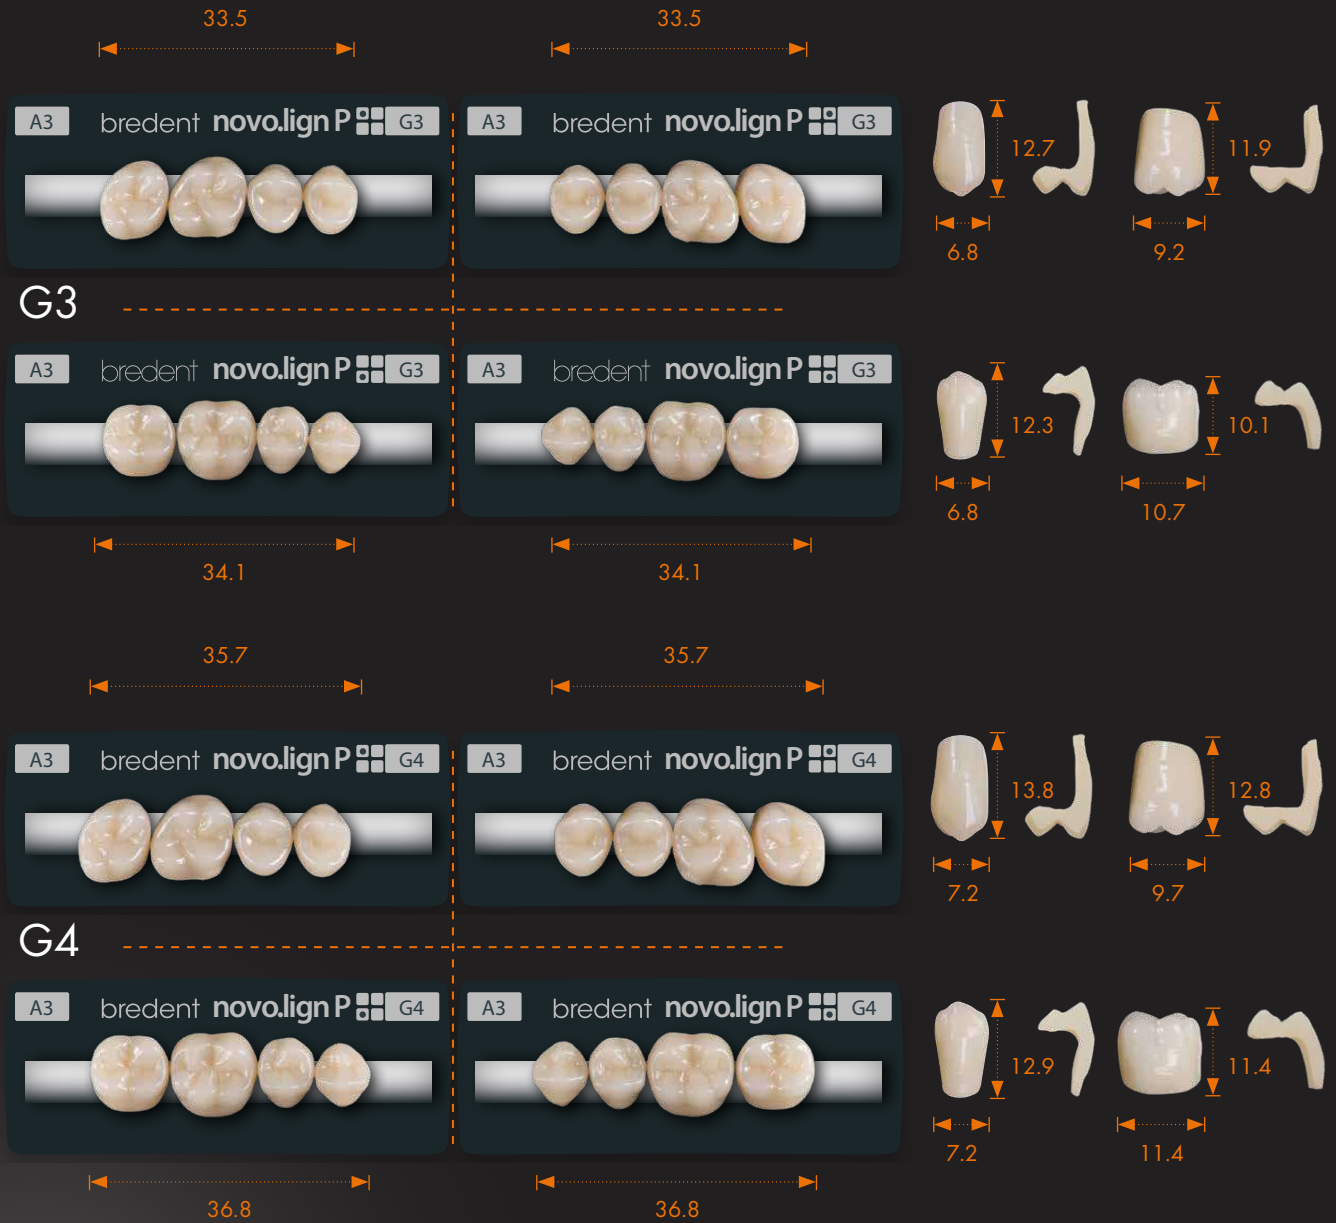 33.5 33.5
A3 bredent novo.lign P G3 A3 bredent novo.lign P G3
12.7 11.9
6.8 9.2
G3
A3 bredent novo.lign P G3 A3 bredent novo.lign P G3
12.3 10.1
6.8 10.7
34.1 34.1
35.7 35.7
A3 bredent novo.lign P G4 A3 bredent novo.lign P G4
13.8 12.8
7.2 9.7
G4
A3 bredent novo.lign P G4 A3 bredent novo.lign P G4
12.9 11.4
7.2 11.4
36.8 36.8